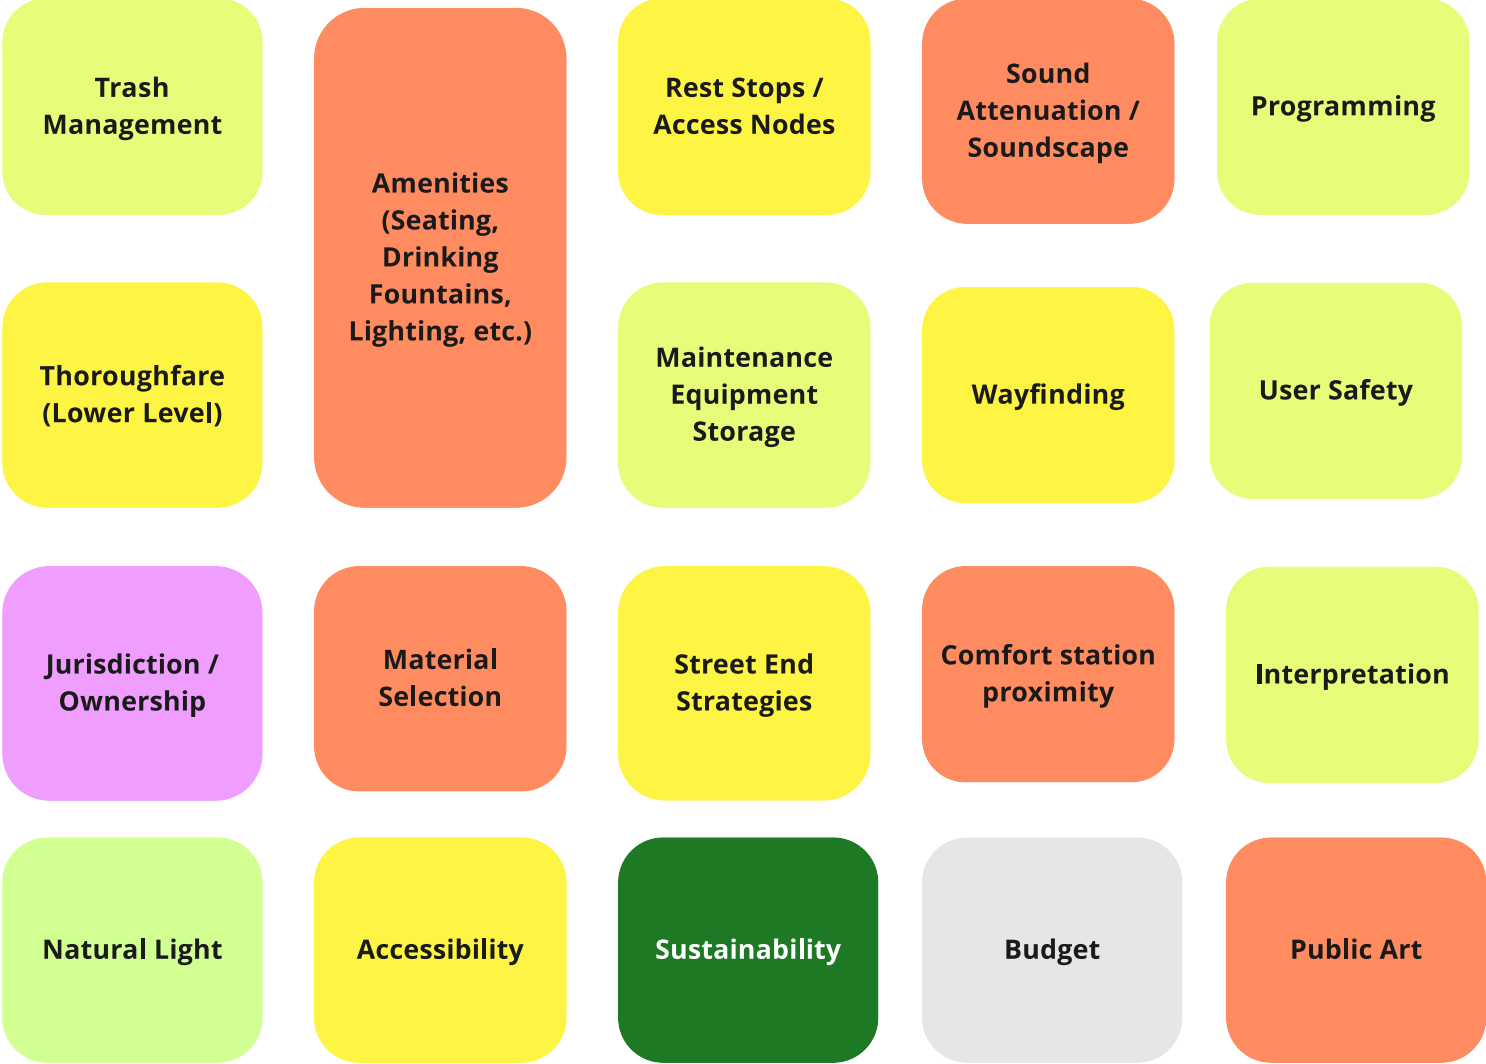 Trash
Management
Amenities
(Seating,
Drinking
Fountains,
Lighting, etc.)
Rest Stops /
Access Nodes
Sound
Attenuation /
Soundscape
Programming
Thoroughfare
(Lower Level)
Maintenance
Equipment
Storage
Wayfinding
User Safety
Jurisdiction /
Ownership
Material
Selection
Street End
Strategies
Comfort station
proximity
Interpretation
Natural Light
Accessibility
Sustainability
Budget
Public Art